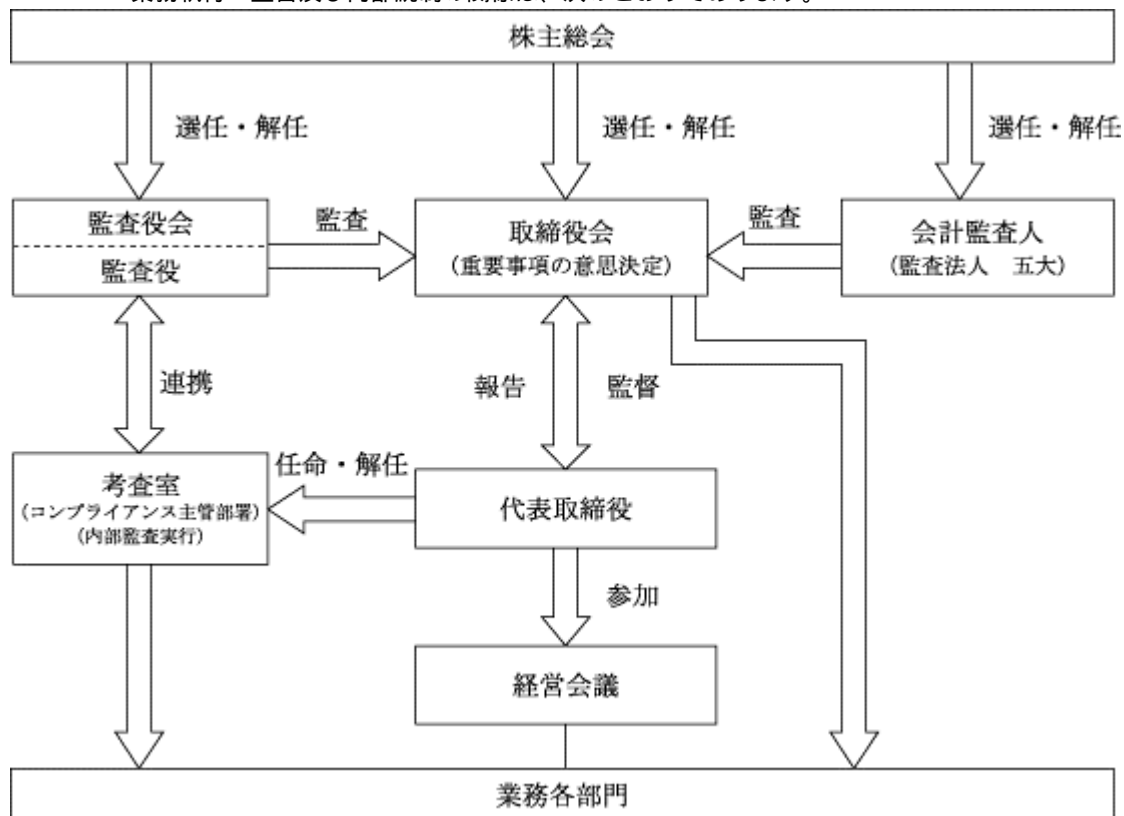 株主総会
選任・解任
選任・解任
選任・解任
監査役会
監査役
監査
取締役会
（重要事項の意思決定）
監査
会計監査人
（監査法人　五大）
連携
報告
監督
考査室
（コンプライアンス主管部署）
（内部監査実行）
任命・解任
代表取締役
参加
経営会議
業務各部門